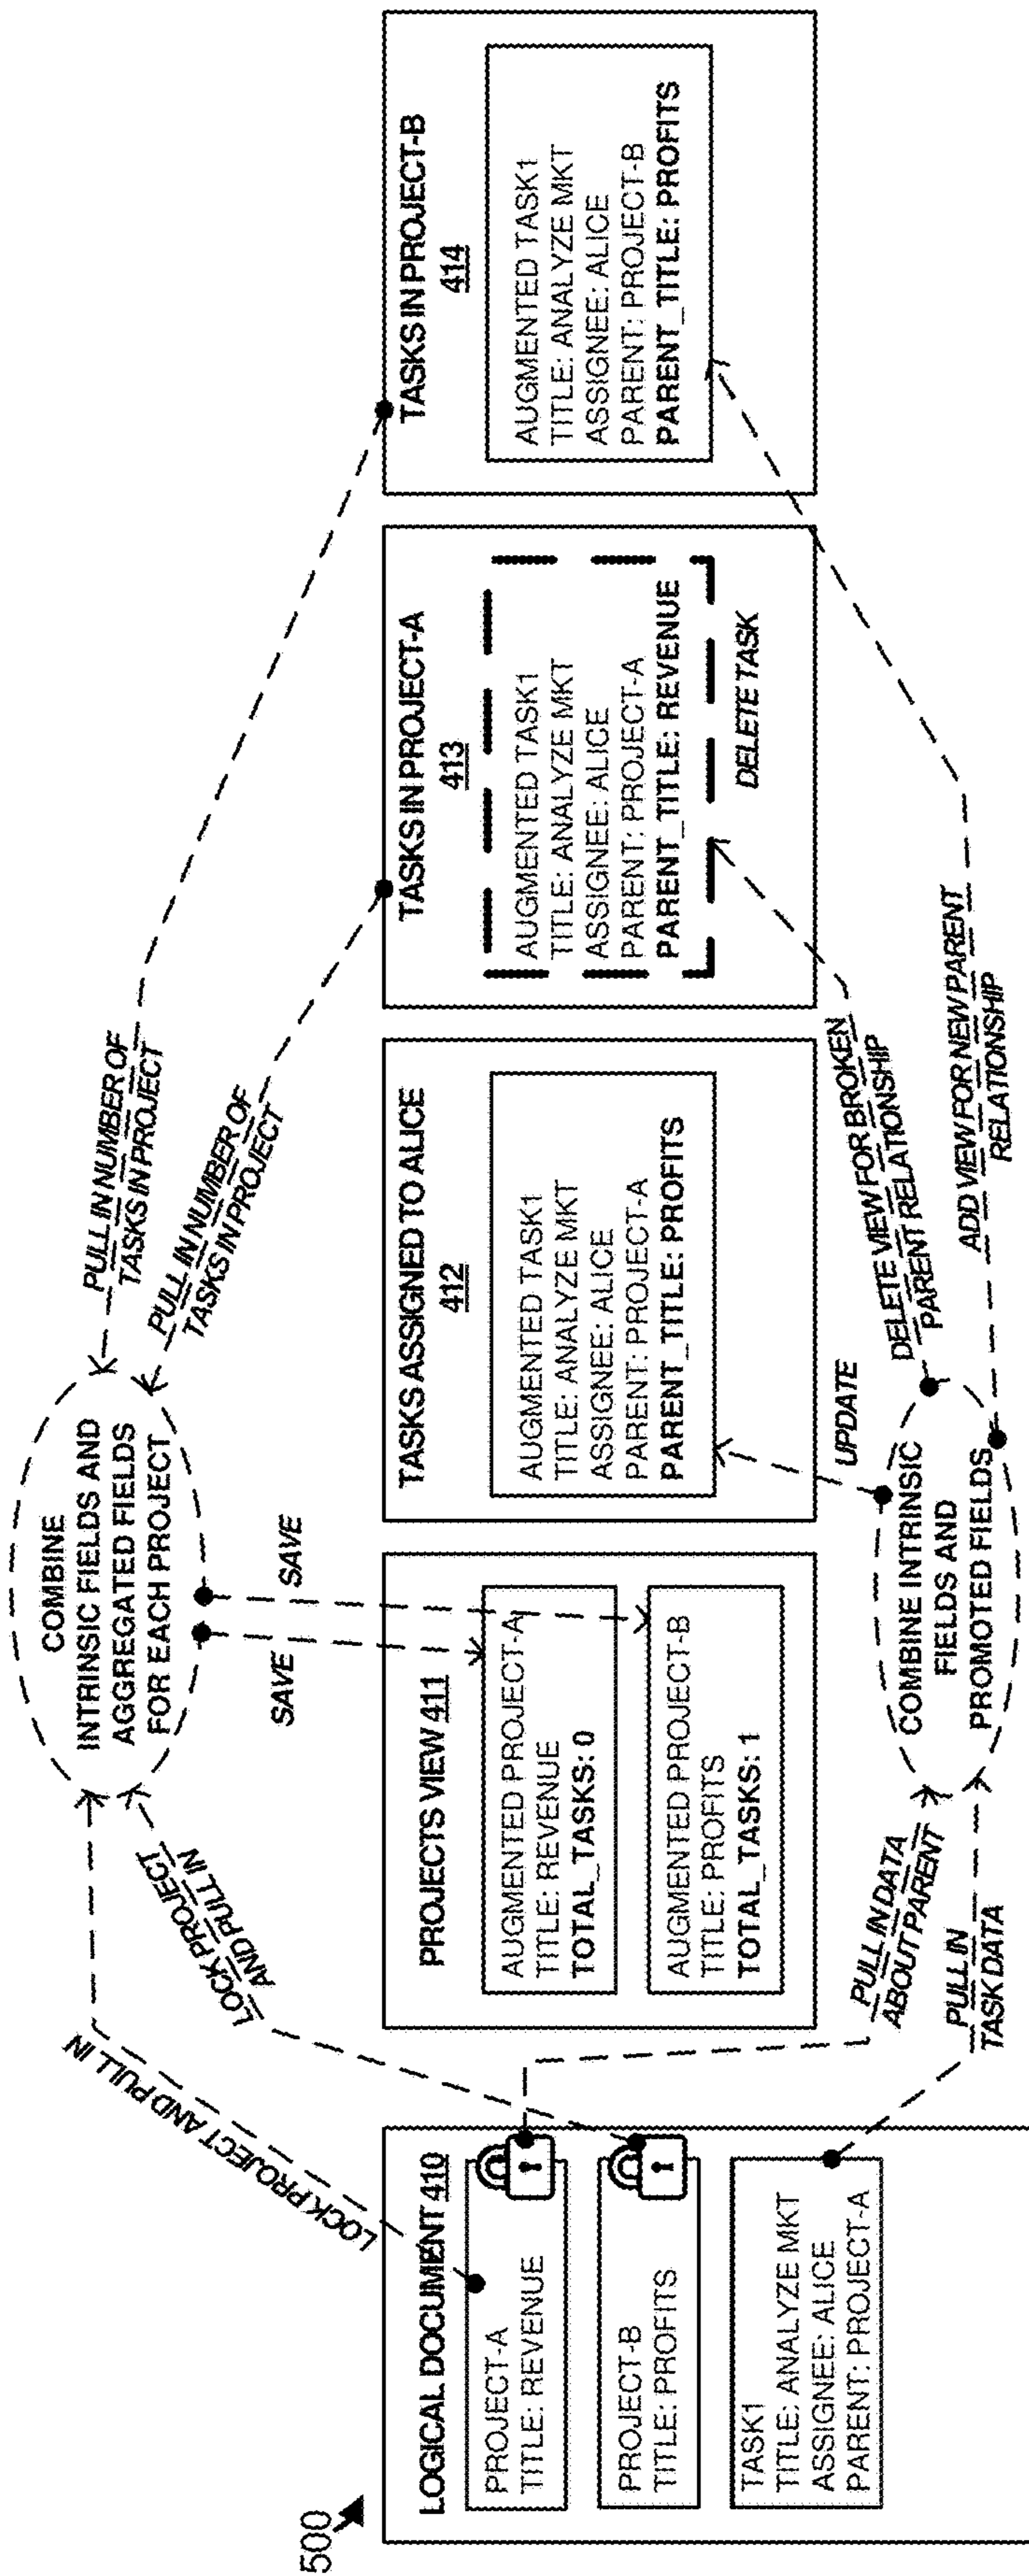 500
LOGICAL DOCUMENT 410
PROJECT-A
TITLE: REVENUE
PROJECT-B
TITLE: PROFITS
TASK1
TITLE: ANALYZE MKT
ASSIGNEE: ALICE
PARENT: PROJECT-A
LOCK PROJECT AND PULL IN
LOCK PROJECT
AND PULL IN
COMBINE
INTRINSIC FIELDS AND
AGGREGATED FIELDS
FOR EACH PROJECT
PULL IN NUMBER OF
TASKS IN PROJECT
PULL IN NUMBER OF
TASKS IN PROJECT
SAVE
SAVE
PROJECTS VIEW 411
AUGMENTED PROJECT-A
TITLE: REVENUE
TOTAL_TASKS: 0
AUGMENTED PROJECT-B
TITLE: PROFITS
TOTAL_TASKS: 1
TASKS ASSIGNED TO ALICE
412
AUGMENTED TASK1
TITLE: ANALYZE MKT
ASSIGNEE: ALICE
PARENT: PROJECT-A
PARENT_TITLE: PROFITS
TASKS IN PROJECT-A
413
AUGMENTED TASK1
TITLE: ANALYZE MKT
ASSIGNEE: ALICE
PARENT: PROJECT-A
PARENT_TITLE: REVENUE
DELETE TASK
TASKS IN PROJECT-B
414
AUGMENTED TASK1
TITLE: ANALYZE MKT
ASSIGNEE: ALICE
PARENT: PROJECT-B
PARENT_TITLE: PROFITS
PULL IN DATA
ABOUT PARENT
PULL IN
TASK DATA
COMBINE INTRINSIC
FIELDS AND
PROMOTED FIELDS
UPDATE
DELETE VIEW FOR BROKEN
PARENT RELATIONSHIP
ADD VIEW FOR NEW PARENT
RELATIONSHIP